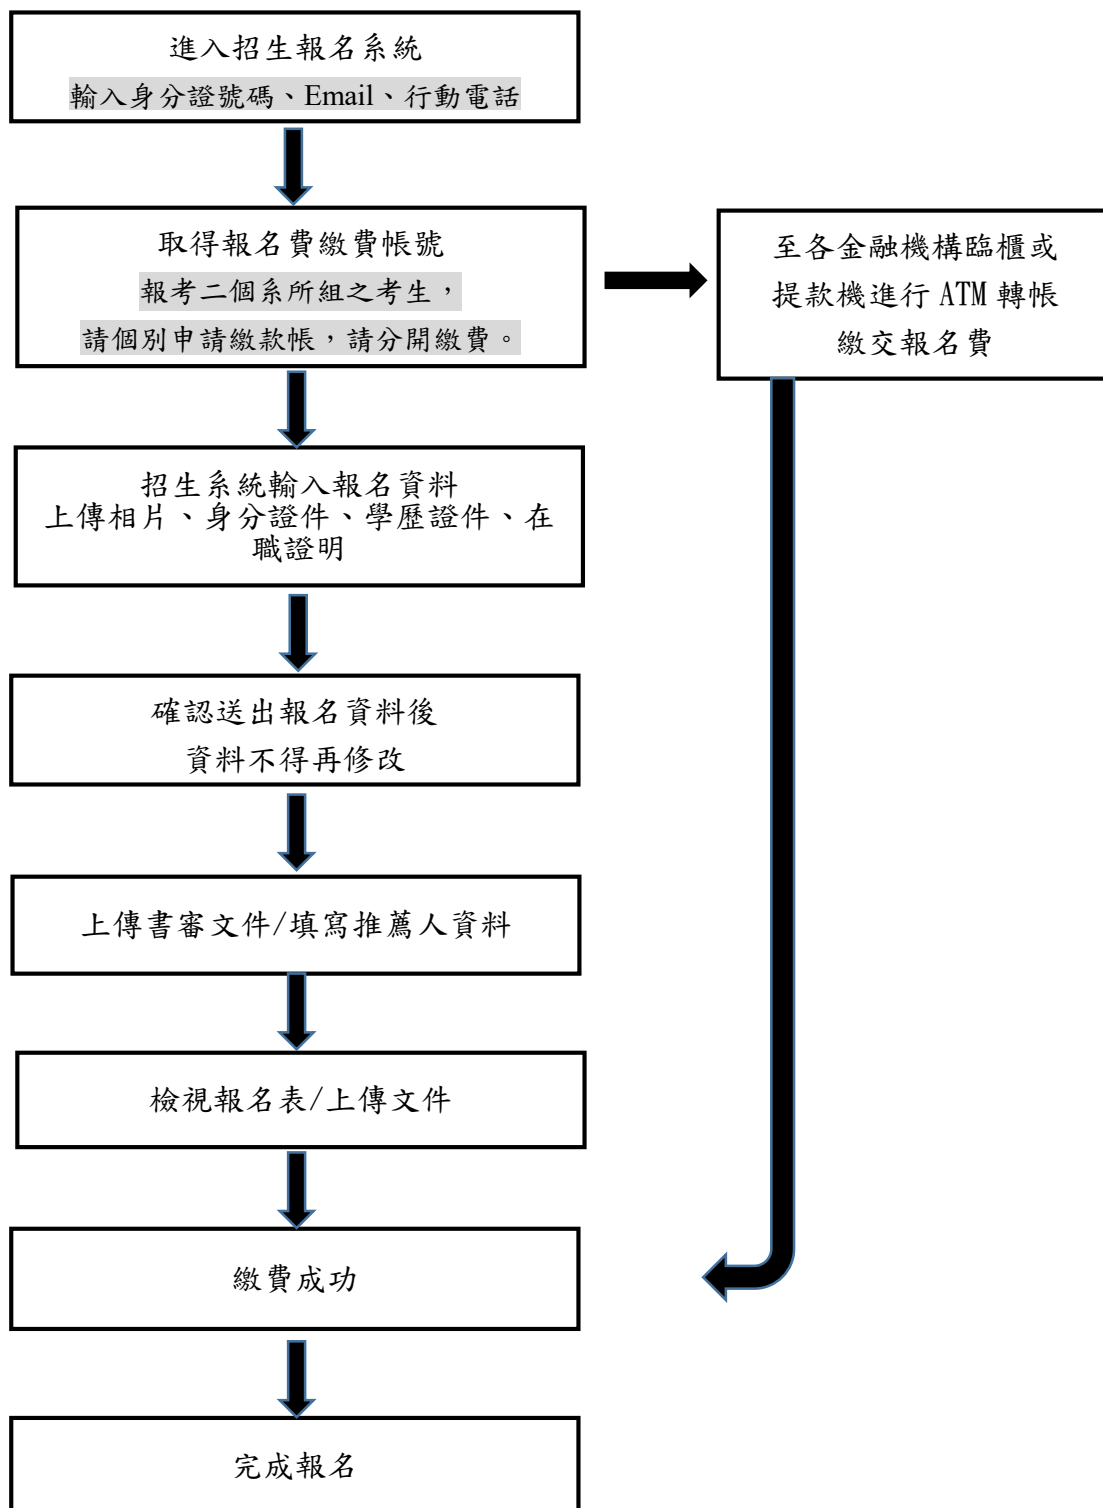 進入招生報名系統
輸入身分證號碼、Email、行動電話
取得報名費繳費帳號
報考二個系所組之考生，
請個別申請繳款帳，請分開繳費。
至各金融機構臨櫃或
提款機進行 ATM 轉帳
繳交報名費
招生系統輸入報名資料
上傳相片、身分證件、學歷證件、在
職證明
確認送出報名資料後
資料不得再修改
上傳書審文件/填寫推薦人資料
檢視報名表/上傳文件
繳費成功
完成報名